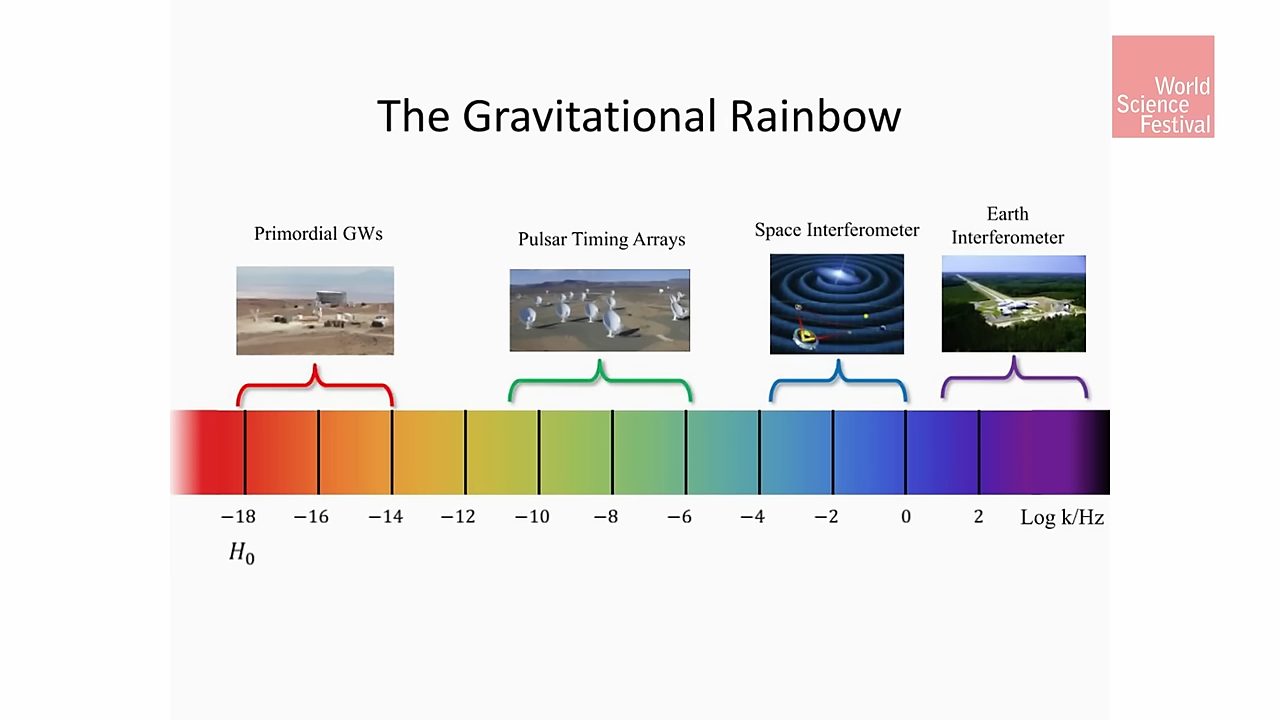 World
Science
Festival
The Gravitational Rainbow
Primordial GWs
Pulsar Timing Arrays
Space Interferometer
Earth
Interferometer
−18 −16 −14 −12 −10 −8 −6 −4 −2 0 2 Log k/Hz
H₀